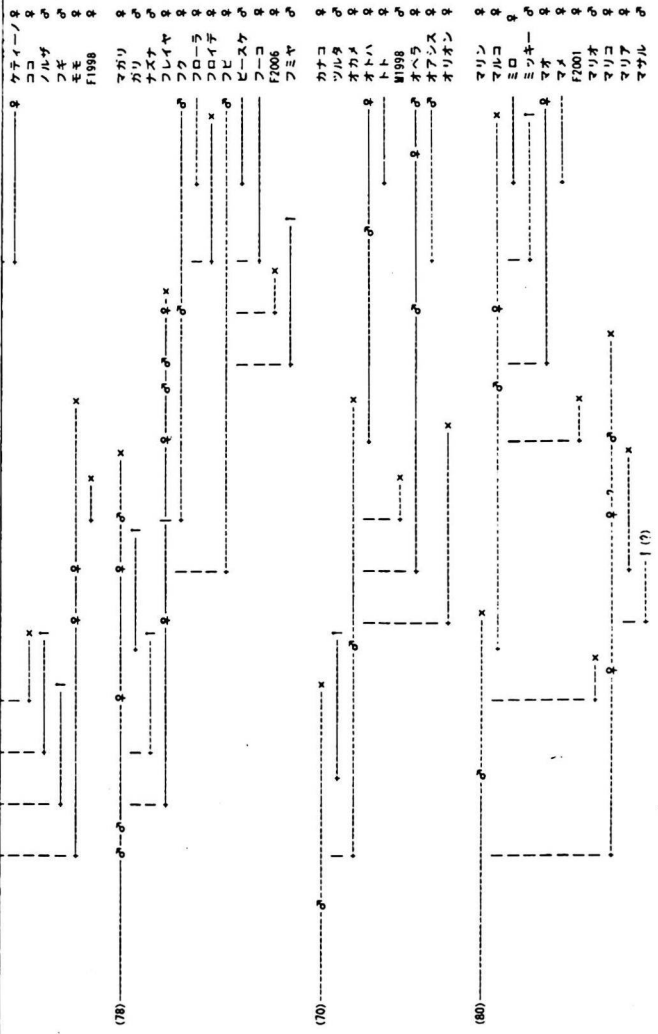 ケティーノ ♀
ココ ♀
ノルザ ♂
フギ ♂
モモ ♀
F1998
(78) マガリ ♀
ガリ ♂
ナズナ ♂
フレイヤ ♀
フク ♂
フローラ ♀
フロイデ ♀
フピ ♂
ピースケ ♂
フーコ ♀
F2006 ♀
フミヤ ♂
(70) カナコ ♀
ツルタ ♂
オカメ ♀
オトハ ♀
トト ♀
M1998 ♂
オペラ ♀
オアシス ♂
オリオン ♀
(80) マリン ♀
マルコ ♀
ミロ ♀
ミッキー ♂
マオ ♀
マメ ♂
F2001 ♀
マリオ ♂
マリコ ♀
マリア ♀
マサル ♂
(?)